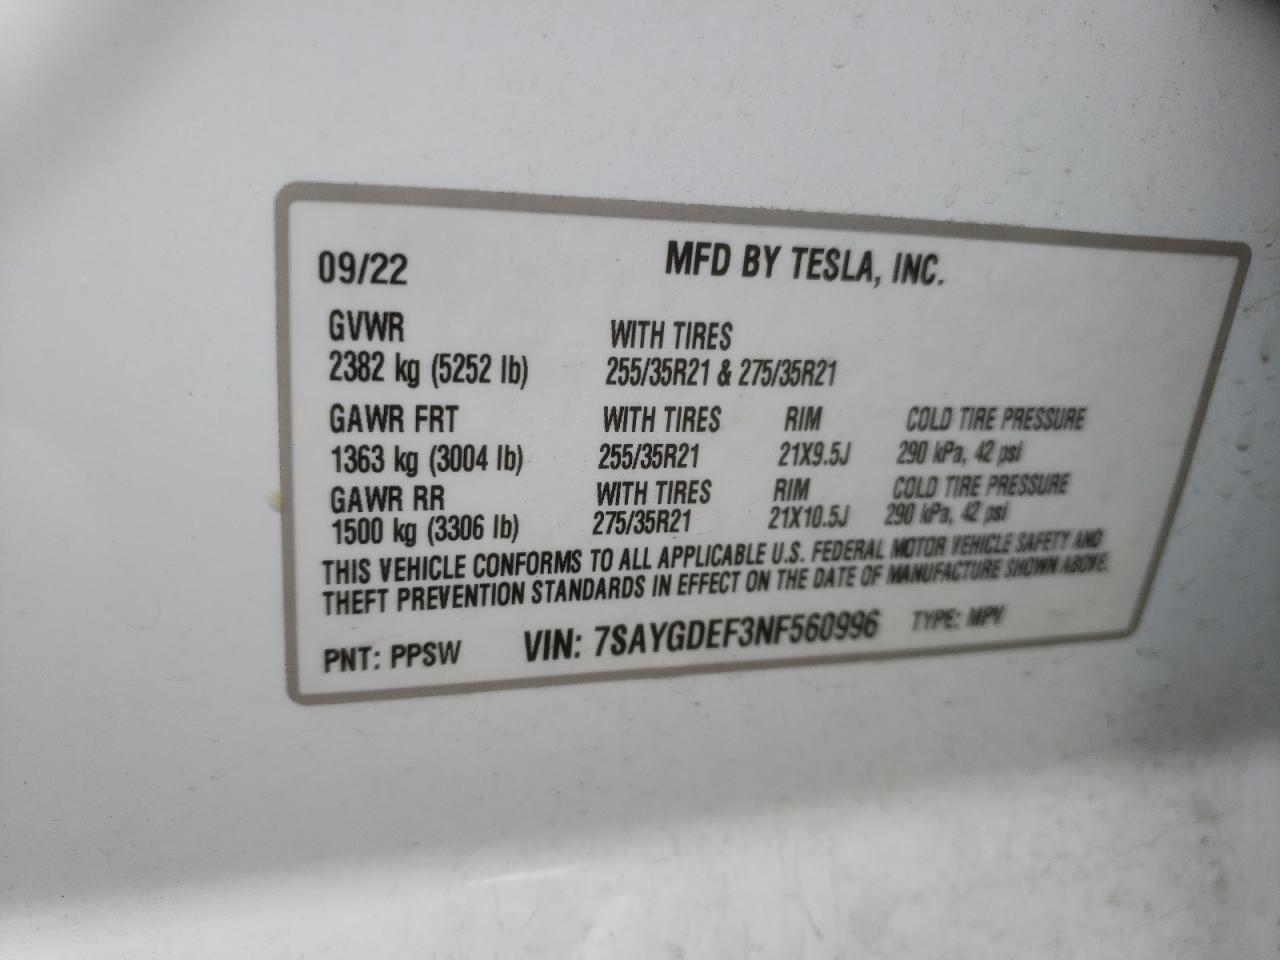 09/22 MFD BY TESLA, INC.
GVWR WITH TIRES
2382 kg (5252 lb) 255/35R21 & 275/35R21
GAWR FRT WITH TIRES RIM COLD TIRE PRESSURE
1363 kg (3004 lb) 255/35R21 21X9.5J 290 kPa, 42 psi
GAWR RR WITH TIRES RIM COLD TIRE PRESSURE
1500 kg (3306 lb) 275/35R21 21X10.5J 290 kPa, 42 psi
THIS VEHICLE CONFORMS TO ALL APPLICABLE U.S. FEDERAL MOTOR VEHICLE SAFETY AND
THEFT PREVENTION STANDARDS IN EFFECT ON THE DATE OF MANUFACTURE SHOWN ABOVE.
PNT: PPSW VIN: 7SAYGDEF3NF560996 TYPE: MPV